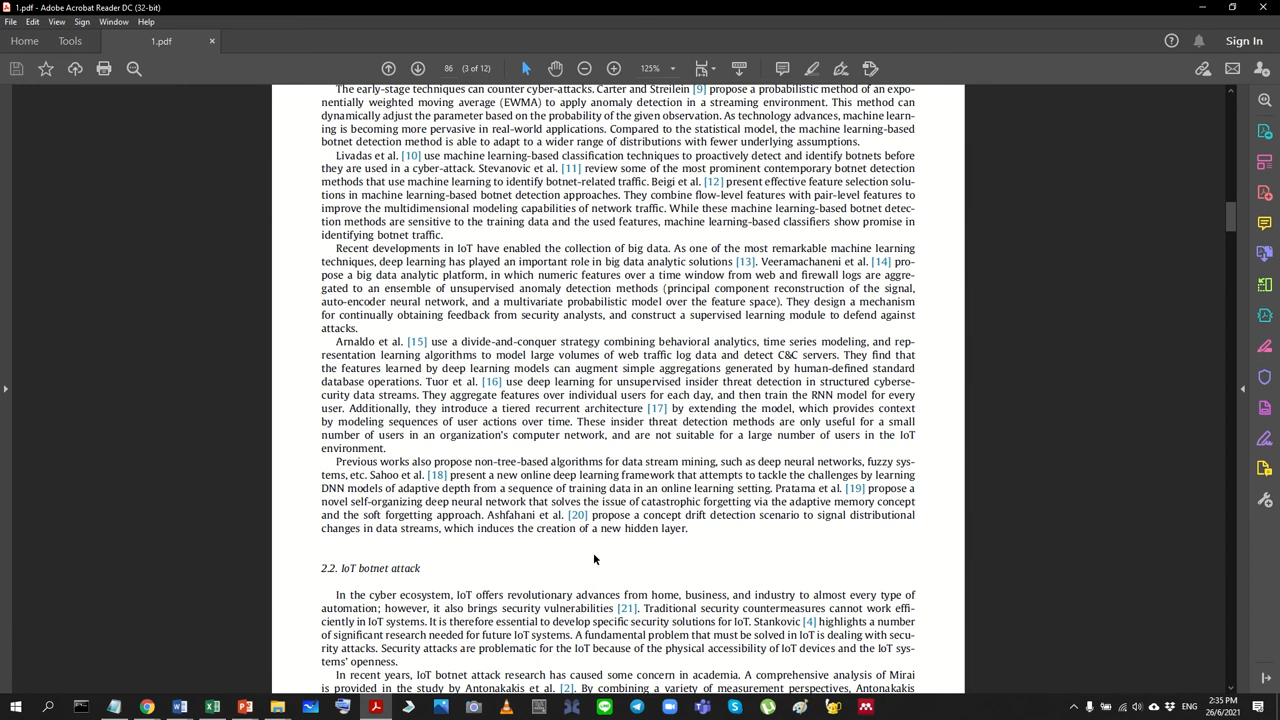 1.pdf - Adobe Acrobat Reader DC (32-bit)
File Edit View Sign Window Help
Home Tools 1.pdf × Sign In
86 (3 of 12) 125%
The early-stage techniques can counter cyber-attacks. Carter and Streilein [9] propose a probabilistic method of an expo-
nentially weighted moving average (EWMA) to apply anomaly detection in a streaming environment. This method can
dynamically adjust the parameter based on the probability of the given observation. As technology advances, machine learn-
ing is becoming more pervasive in real-world applications. Compared to the statistical model, the machine learning-based
botnet detection method is able to adapt to a wider range of distributions with fewer underlying assumptions.
Livadas et al. [10] use machine learning-based classification techniques to proactively detect and identify botnets before
they are used in a cyber-attack. Stevanovic et al. [11] review some of the most prominent contemporary botnet detection
methods that use machine learning to identify botnet-related traffic. Beigi et al. [12] present effective feature selection solu-
tions in machine learning-based botnet detection approaches. They combine flow-level features with pair-level features to
improve the multidimensional modeling capabilities of network traffic. While these machine learning-based botnet detec-
tion methods are sensitive to the training data and the used features, machine learning-based classifiers show promise in
identifying botnet traffic.
Recent developments in IoT have enabled the collection of big data. As one of the most remarkable machine learning
techniques, deep learning has played an important role in big data analytic solutions [13]. Veeramachaneni et al. [14] pro-
pose a big data analytic platform, in which numeric features over a time window from web and firewall logs are aggre-
gated to an ensemble of unsupervised anomaly detection methods (principal component reconstruction of the signal,
auto-encoder neural network, and a multivariate probabilistic model over the feature space). They design a mechanism
for continually obtaining feedback from security analysts, and construct a supervised learning module to defend against
attacks.
Arnaldo et al. [15] use a divide-and-conquer strategy combining behavioral analytics, time series modeling, and rep-
resentation learning algorithms to model large volumes of web traffic log data and detect C&C servers. They find that
the features learned by deep learning models can augment simple aggregations generated by human-defined standard
database operations. Tuor et al. [16] use deep learning for unsupervised insider threat detection in structured cyberse-
curity data streams. They aggregate features over individual users for each day, and then train the RNN model for every
user. Additionally, they introduce a tiered recurrent architecture [17] by extending the model, which provides context
by modeling sequences of user actions over time. These insider threat detection methods are only useful for a small
number of users in an organization's computer network, and are not suitable for a large number of users in the IoT
environment.
Previous works also propose non-tree-based algorithms for data stream mining, such as deep neural networks, fuzzy sys-
tems, etc. Sahoo et al. [18] present a new online deep learning framework that attempts to tackle the challenges by learning
DNN models of adaptive depth from a sequence of training data in an online learning setting. Pratama et al. [19] propose a
novel self-organizing deep neural network that solves the issue of catastrophic forgetting via the adaptive memory concept
and the soft forgetting approach. Ashfahani et al. [20] propose a concept drift detection scenario to signal distributional
changes in data streams, which induces the creation of a new hidden layer.
2.2. IoT botnet attack
In the cyber ecosystem, IoT offers revolutionary advances from home, business, and industry to almost every type of
automation; however, it also brings security vulnerabilities [21]. Traditional security countermeasures cannot work effi-
ciently in IoT systems. It is therefore essential to develop specific security solutions for IoT. Stankovic [4] highlights a number
of significant research needed for future IoT systems. A fundamental problem that must be solved in IoT is dealing with secu-
rity attacks. Security attacks are problematic for the IoT because of the physical accessibility of IoT devices and the IoT sys-
tems' openness.
In recent years, IoT botnet attack research has caused some concern in academia. A comprehensive analysis of Mirai
is provided in the study by Antonakakis et al. [2]. By combining a variety of measurement perspectives, Antonakakis
2:35 PM
26/6/2021